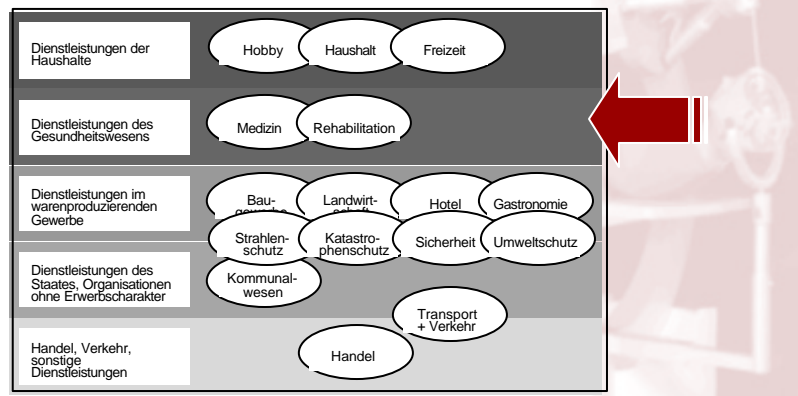 Dienstleistungen der
Haushalte
Hobby
Haushalt
Freizeit
Dienstleistungen des
Gesundheitswesens
Medizin
Rehabilitation
Dienstleistungen im
warenproduzierenden
Gewerbe
Bau-
gewerbe
Landwirt-
schaft
Hotel
Gastronomie
Strahlen-
schutz
Katastro-
phenschutz
Sicherheit
Umweltschutz
Dienstleistungen des
Staates, Organisationen
ohne Erwerbscharakter
Kommunal-
wesen
Transport
+ Verkehr
Handel, Verkehr,
sonstige
Dienstleistungen
Handel